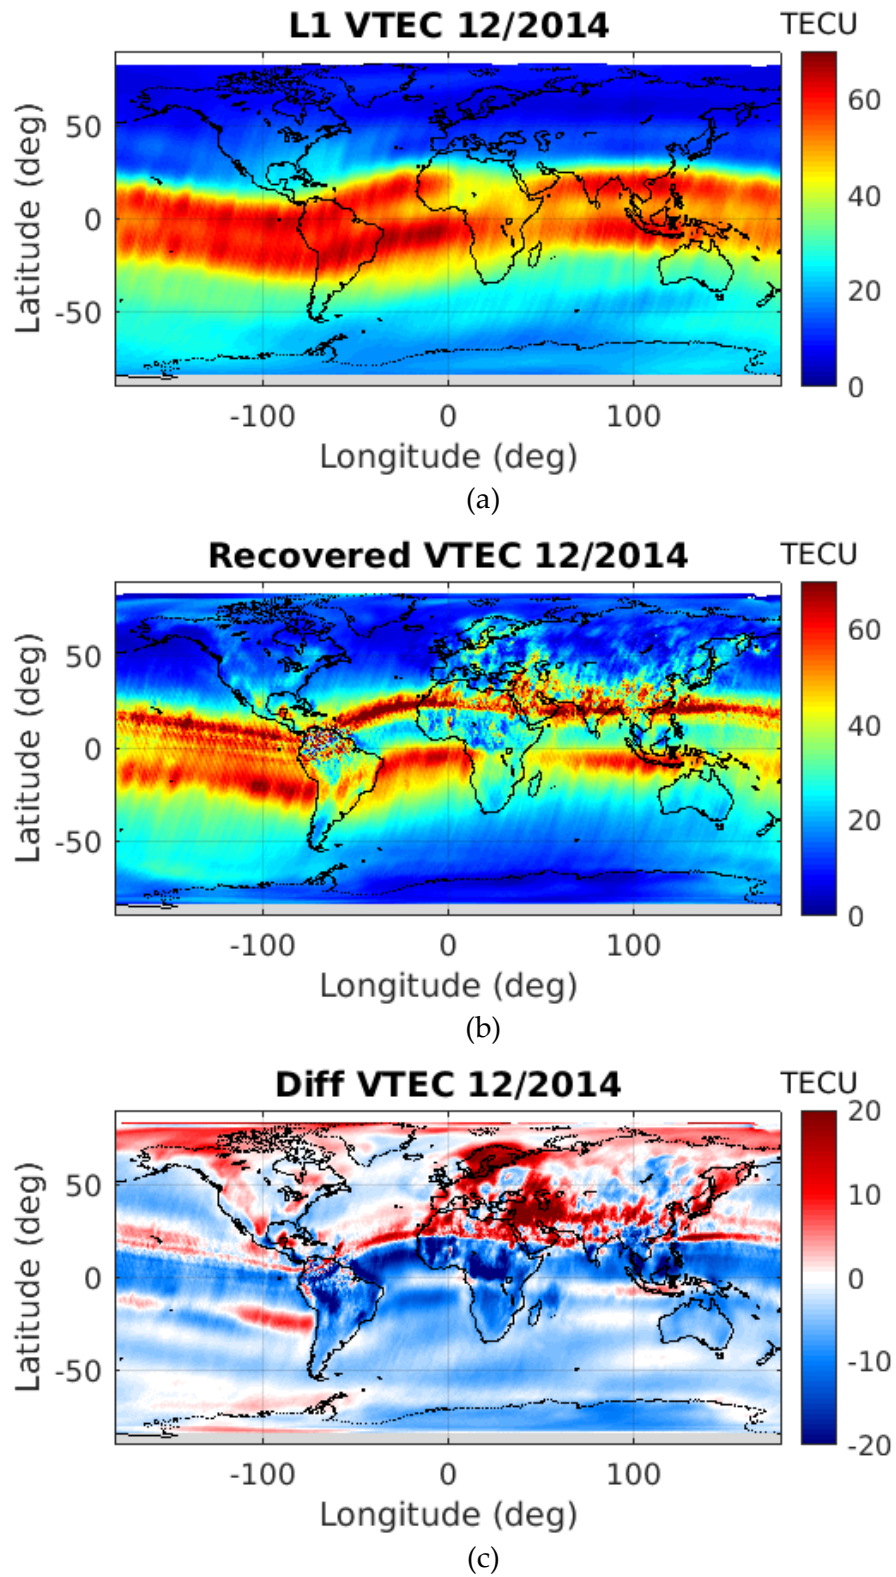 L1 VTEC 12/2014 TECU
60
40
20
0
50
0
-50
Latitude (deg)
-100 0 100
Longitude (deg)
(a)
Recovered VTEC 12/2014 TECU
60
40
20
0
50
0
-50
Latitude (deg)
-100 0 100
Longitude (deg)
(b)
Diff VTEC 12/2014 TECU
20
10
0
-10
-20
50
0
-50
Latitude (deg)
-100 0 100
Longitude (deg)
(c)